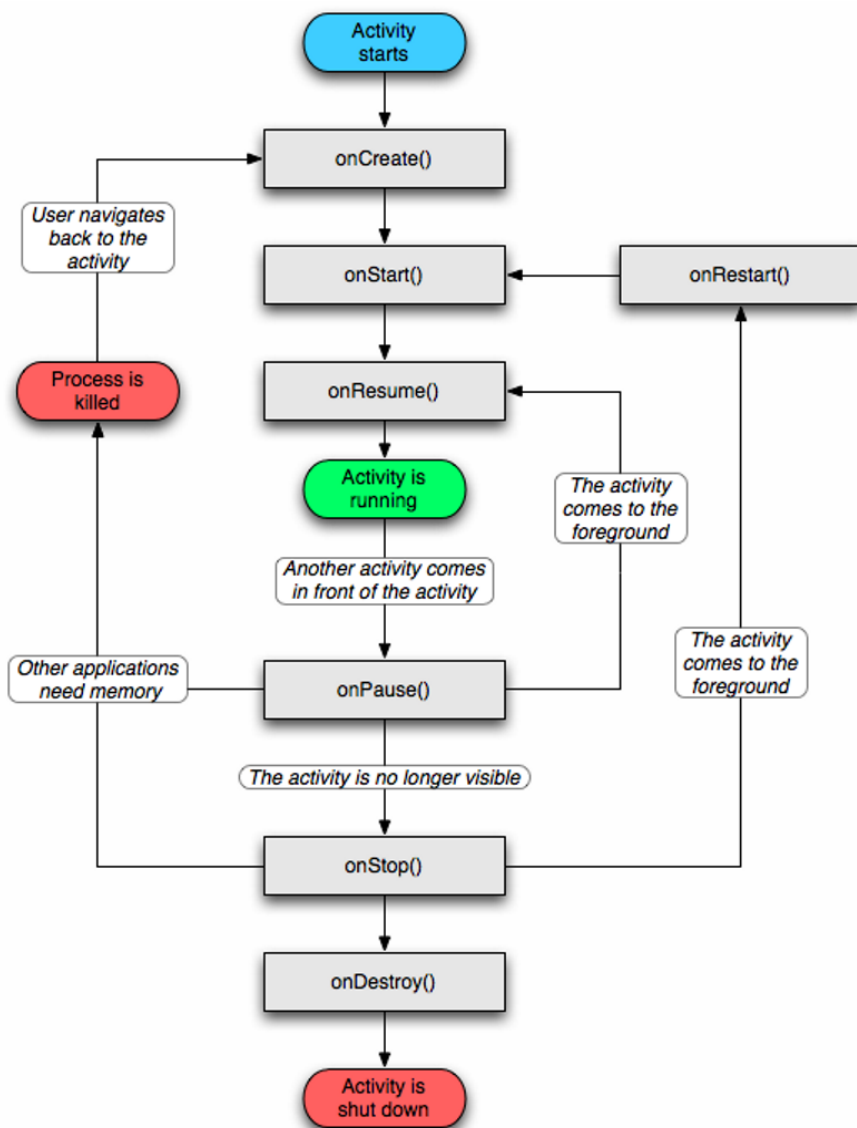 Activity
starts
onCreate()
User navigates
back to the
activity
onStart()
onRestart()
Process is
killed
onResume()
Activity is
running
The activity
comes to the
foreground
Another activity comes
in front of the activity
The activity
comes to the
foreground
Other applications
need memory
onPause()
The activity is no longer visible
onStop()
onDestroy()
Activity is
shut down